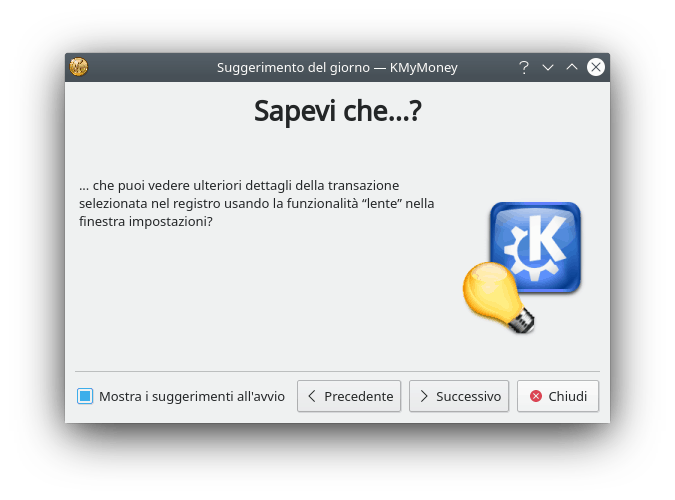 Suggerimento del giorno — KMyMoney
Sapevi che...?
... che puoi vedere ulteriori dettagli della transazione
selezionata nel registro usando la funzionalità “lente” nella
finestra impostazioni?
Mostra i suggerimenti all'avvio
Precedente
Successivo
Chiudi